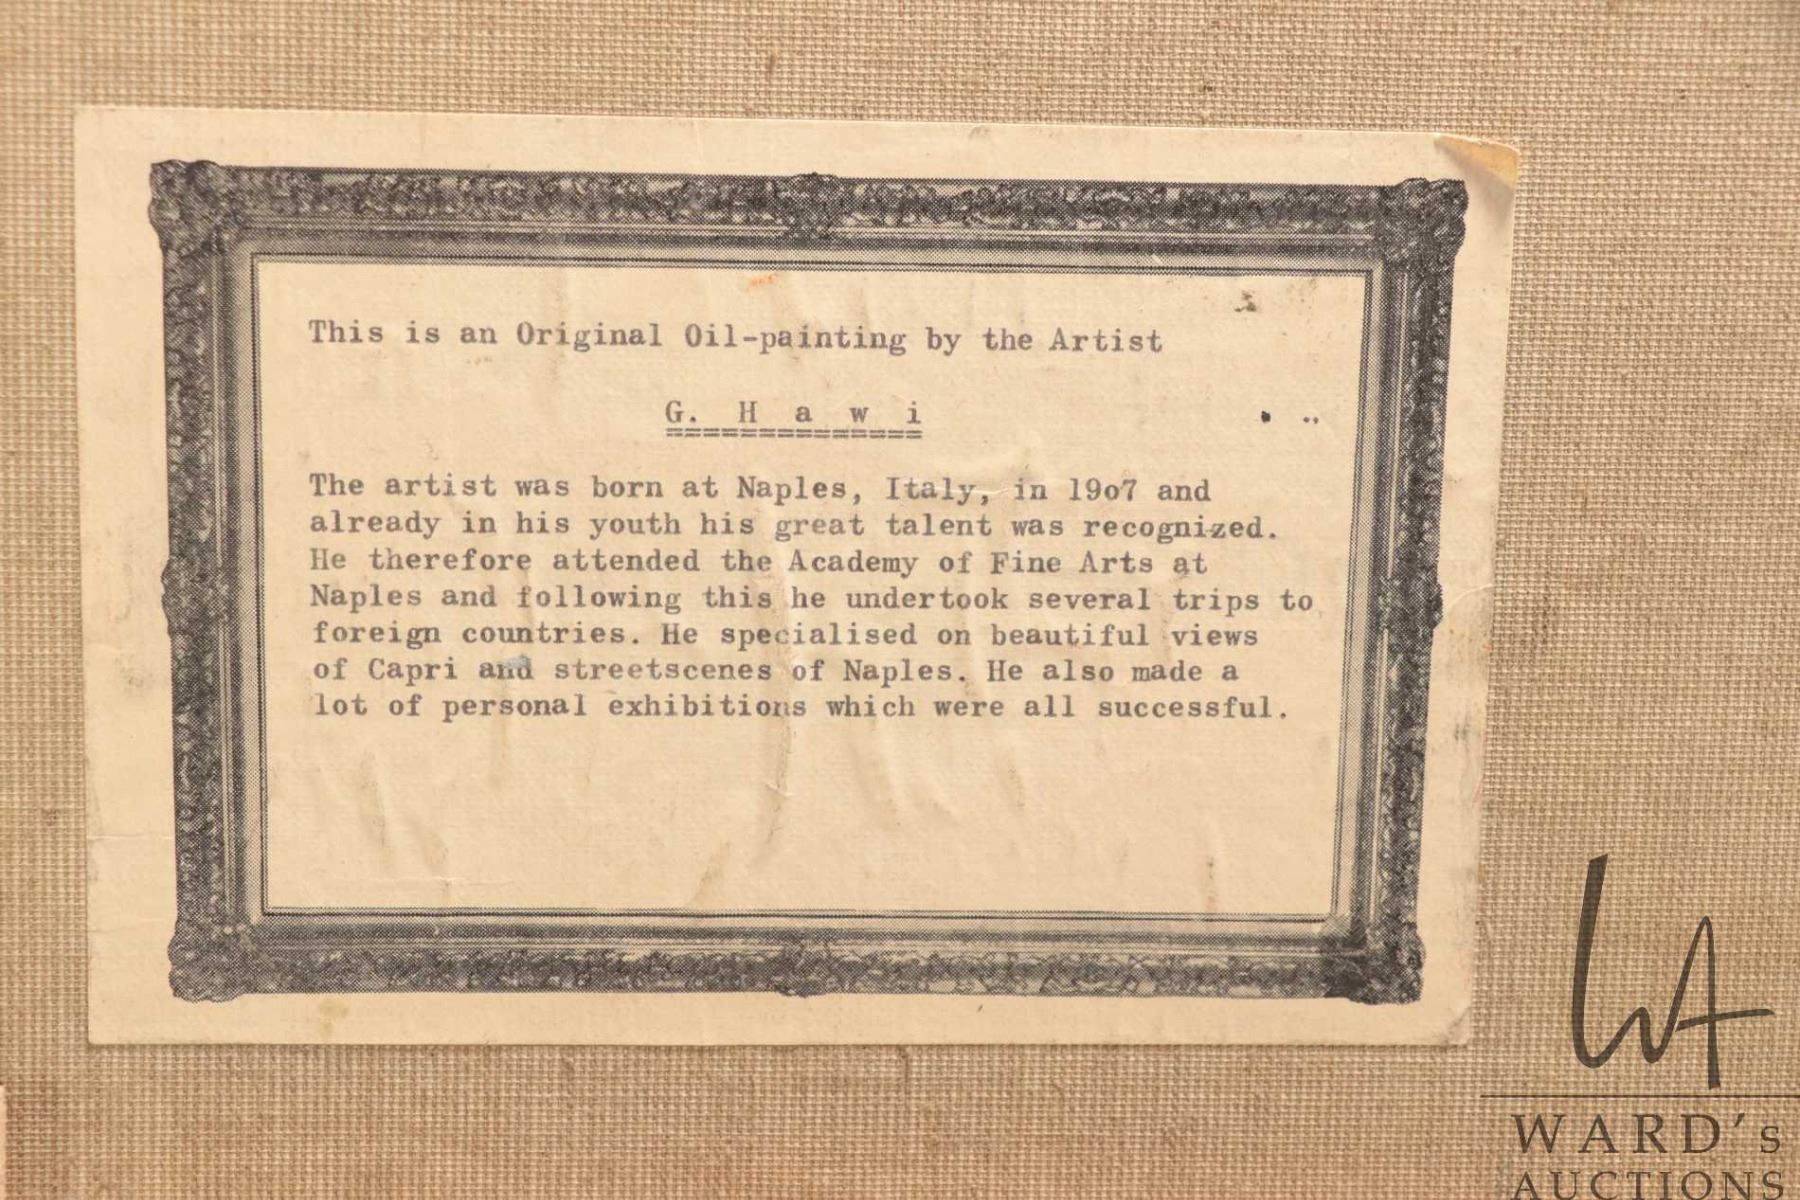 This is an Original Oil-painting by the Artist
G. H a w i
The artist was born at Naples, Italy, in 19o7 and
already in his youth his great talent was recognized.
He therefore attended the Academy of Fine Arts at
Naples and following this he undertook several trips to
foreign countries. He specialised on beautiful views
of Capri and streetscenes of Naples. He also made a
lot of personal exhibitions which were all successful.
WA
WARD's
AUCTIONS